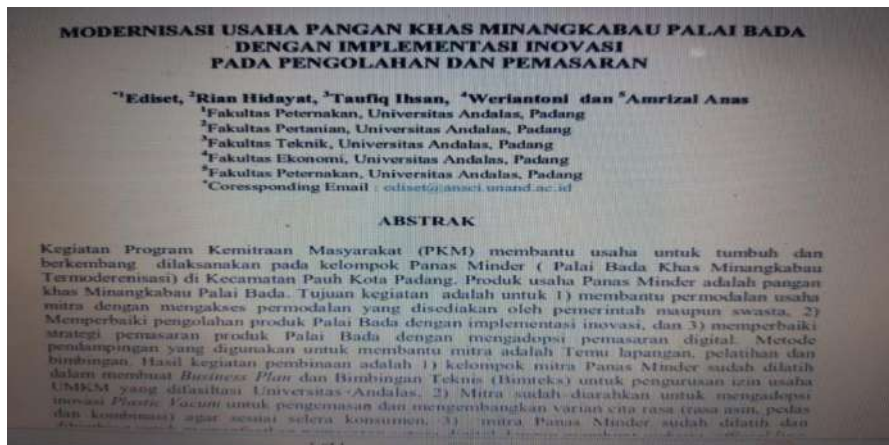 MODERNISASI USAHA PANGAN KHAS MINANGKABAU PALAI BADA
DENGAN IMPLEMENTASI INOVASI
PADA PENGOLAHAN DAN PEMASARAN
*1Ediset, 2Rian Hidayat, 3Taufiq Ihsan, 4Weriantoni dan 5Amrizal Anas
1Fakultas Peternakan, Universitas Andalas, Padang
2Fakultas Pertanian, Universitas Andalas, Padang
3Fakultas Teknik, Universitas Andalas, Padang
4Fakultas Ekonomi, Universitas Andalas, Padang
5Fakultas Peternakan, Universitas Andalas, Padang
*Coressponding Email : ediset@ansci.unand.ac.id
ABSTRAK
Kegiatan Program Kemitraan Masyarakat (PKM) membantu usaha untuk tumbuh dan
berkembang dilaksanakan pada kelompok Panas Minder ( Palai Bada Khas Minangkabau
Termoderenisasi) di Kecamatan Pauh Kota Padang. Produk usaha Panas Minder adalah pangan
khas Minangkabau Palai Bada. Tujuan kegiatan adalah untuk 1) membantu permodalan usaha
mitra dengan mengakses permodalan yang disediakan oleh pemerintah maupun swasta, 2)
Memperbaiki pengolahan produk Palai Bada dengan implementasi inovasi, dan 3) memperbaiki
strategi pemasaran produk Palai Bada dengan mengadopsi pemasaran digital. Metode
pendampingan yang digunakan untuk membantu mitra adalah Temu lapangan, pelatihan dan
bimbingan. Hasil kegiatan pembinaan adalah 1) kelompok mitra Panas Minder sudah dilatih
dalam membuat Business Plan dan Bimbingan Teknis (Bimteks) untuk pengurusan izin usaha
UMKM yang difasiltasi Universitas Andalas, 2) Mitra sudah diarahkan untuk mengadopsi
inovasi Plastic Vacum untuk pengemasan dan mengembangkan varian cita rasa (rasa asin, pedas
dan kombinasi) agar sesuai selera konsumen, 3) mitra Panas Minder sudah dilatih dan